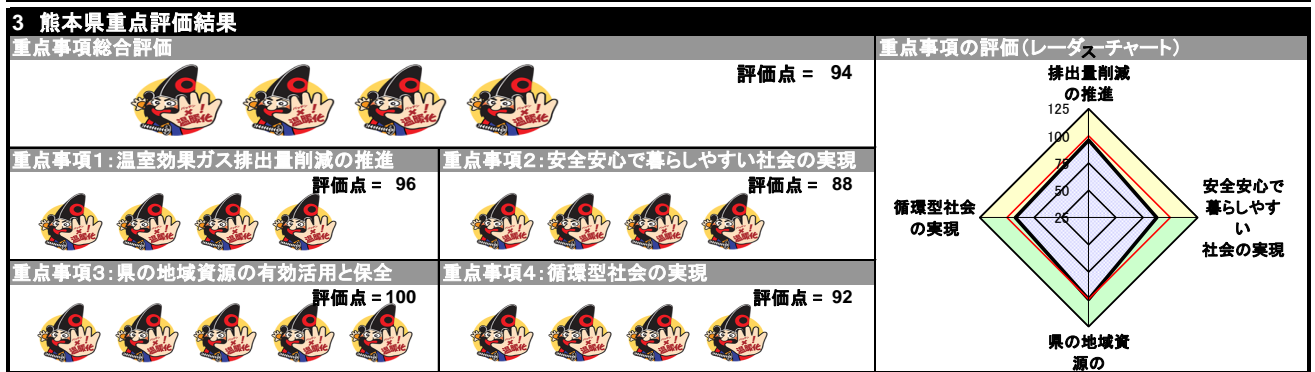 3 熊本県重点評価結果
重点事項総合評価
評価点 = 94
重点事項1:温室効果ガス排出量削減の推進
評価点 = 96
重点事項2:安全安心で暮らしやすい社会の実現
評価点 = 88
重点事項3:県の地域資源の有効活用と保全
評価点 = 100
重点事項4:循環型社会の実現
評価点 = 92
重点事項の評価(レーダーチャート)
ス
排出量削減
の推進
125
100
75
50
25
安全安心で
暮らしやす
い
社会の実現
県の地域資
源の
循環型社会
の実現